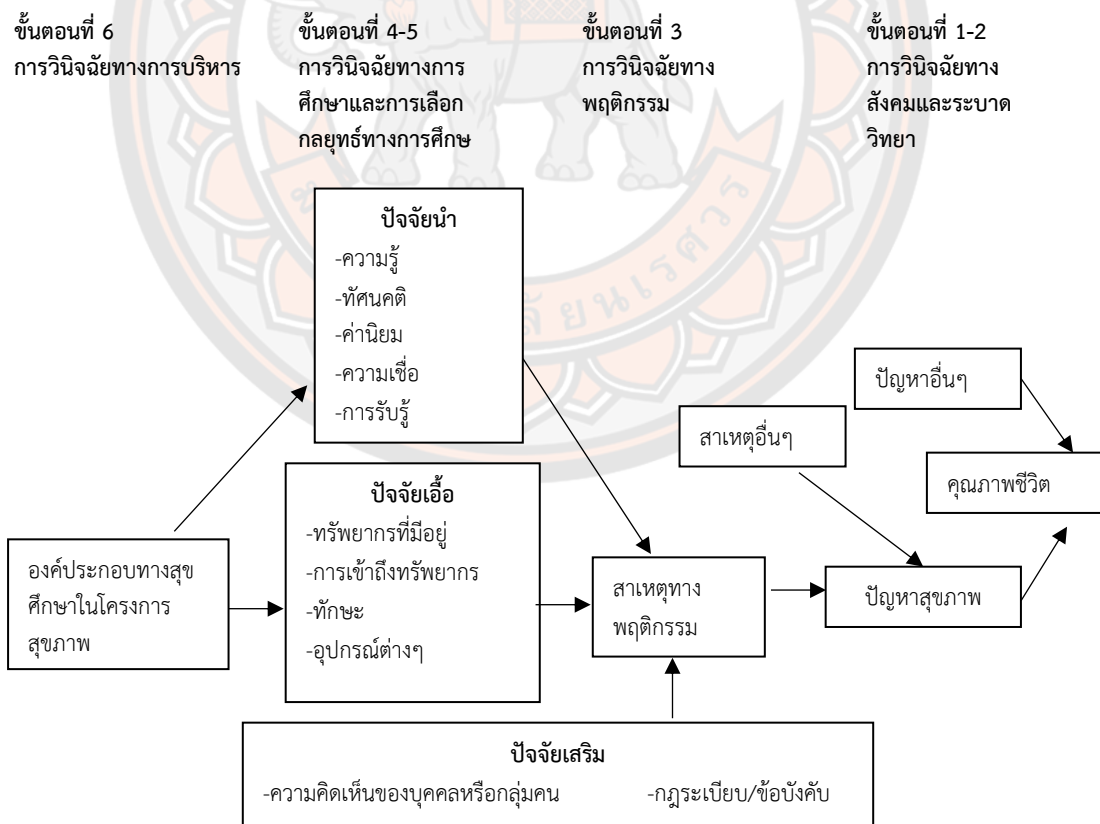 ขั้นตอนที่ 6
การวินิจฉัยทางการบริหาร
ขั้นตอนที่ 4-5
การวินิจฉัยทางการ
ศึกษาและการเลือก
กลยุทธ์ทางการศึกษ
ขั้นตอนที่ 3
การวินิจฉัยทาง
พฤติกรรม
ขั้นตอนที่ 1-2
การวินิจฉัยทาง
สังคมและระบาด
วิทยา
ปัจจัยนำ
-ความรู้
-ทัศนคติ
-ค่านิยม
-ความเชื่อ
-การรับรู้
ปัจจัยเอื้อ
-ทรัพยากรที่มีอยู่
-การเข้าถึงทรัพยากร
-ทักษะ
-อุปกรณ์ต่างๆ
องค์ประกอบทางสุข
ศึกษาในโครงการ
สุขภาพ
สาเหตุทาง
พฤติกรรม
สาเหตุอื่นๆ
ปัญหาอื่นๆ
คุณภาพชีวิต
ปัญหาสุขภาพ
ปัจจัยเสริม
-ความคิดเห็นของบุคคลหรือกลุ่มคน -กฎระเบียบ/ข้อบังคับ